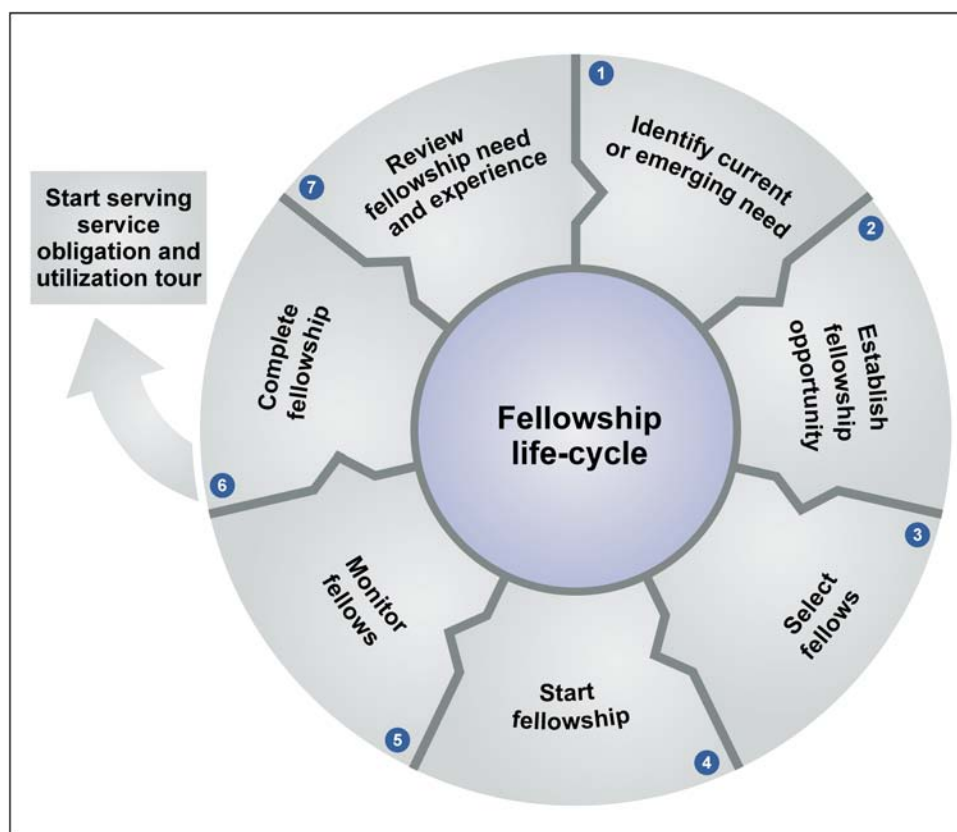 1
Identify current
or emerging need
2
Establish
fellowship
opportunity
3
Select
fellows
4
Start
fellowship
5
Monitor
fellows
6
Complete
fellowship
7
Review
fellowship need
and experience
Start serving
service
obligation and
utilization tour
Fellowship
life-cycle